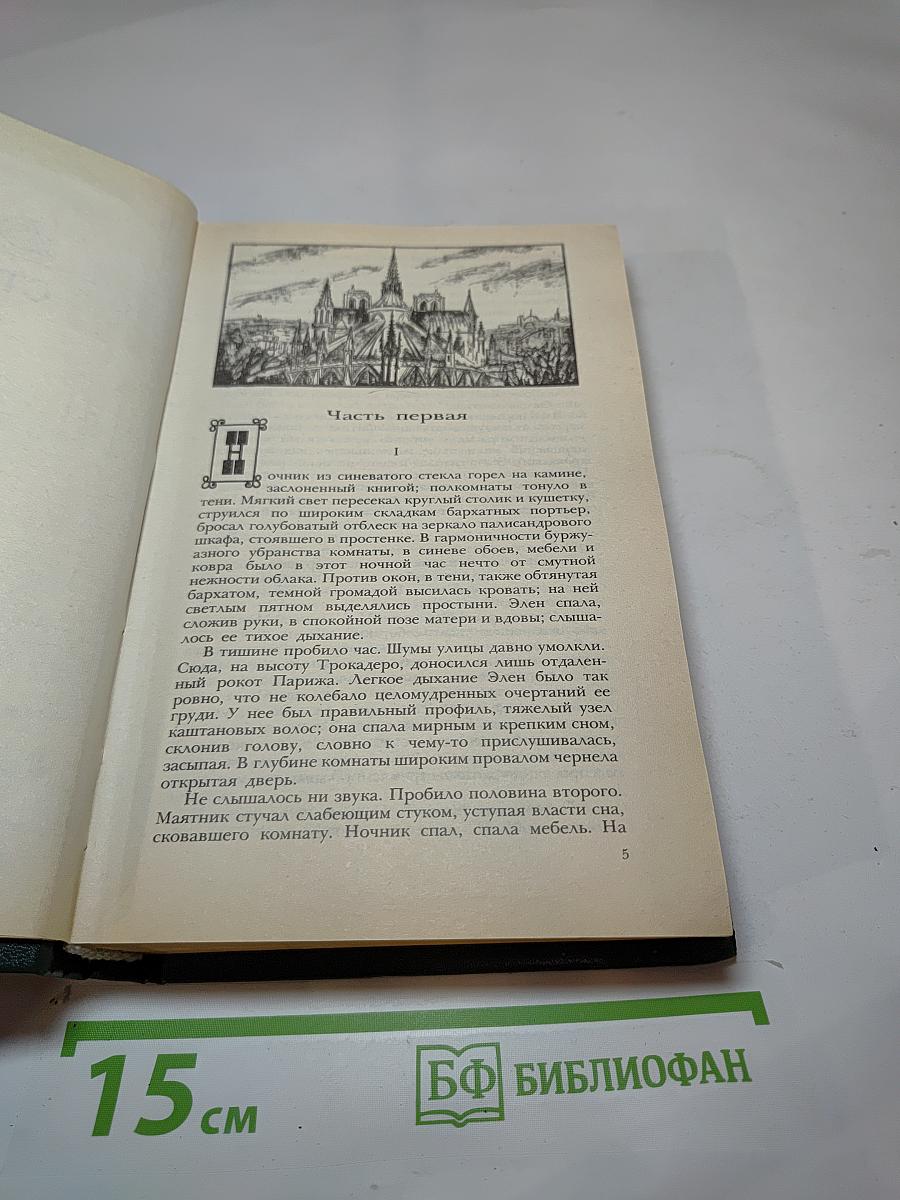 Часть первая
I
Ночник из синеватого стекла горел на камине,
заслоненный книгой; полкомнаты тонуло в
тени. Мягкий свет пересекал круглый столик и кушетку,
струился по широким складкам бархатных портьер,
бросал голубоватый отблеск на зеркало палисандрового
шкафа, стоявшего в простенке. В гармоничности буржу-
азного убранства комнаты, в синеве обоев, мебели и
ковра было в этот ночной час нечто от смутной
нежности облака. Против окон, в тени, также обтянутая
бархатом, темной громадой высилась кровать; на ней
светлым пятном выделялись простыни. Элен спала,
сложив руки, в спокойной позе матери и вдовы; слыша-
лось ее тихое дыхание.
В тишине пробило час. Шумы улицы давно умолкли.
Сюда, на высоту Трокадеро, доносился лишь отдален-
ный рокот Парижа. Легкое дыхание Элен было так
ровно, что не колебало целомудренных очертаний ее
груди. У нее был правильный профиль, тяжелый узел
каштановых волос; она спала мирным и крепким сном,
склонив голову, словно к чему-то прислушивалась,
засыпая. В глубине комнаты широким провалом чернела
открытая дверь.
Не слышалось ни звука. Пробило половина второго.
Маятник стучал слабеющим стуком, уступая власти сна,
сковавшего комнату. Ночник спал, спала мебель. На
5
15 см
БФ БИБЛИОФАН